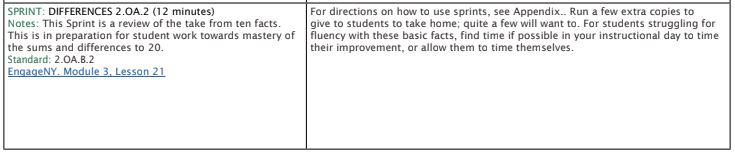 SPRINT: DIFFERENCES 2.OA.2 (12 minutes)
Notes: This Sprint is a review of the take from ten facts.
This is in preparation for student work towards mastery of
the sums and differences to 20.
Standard: 2.OA.B.2
EngageNY. Module 3, Lesson 21
For directions on how to use sprints, see Appendix.. Run a few extra copies to
give to students to take home; quite a few will want to. For students struggling for
fluency with these basic facts, find time if possible in your instructional day to time
their improvement, or allow them to time themselves.